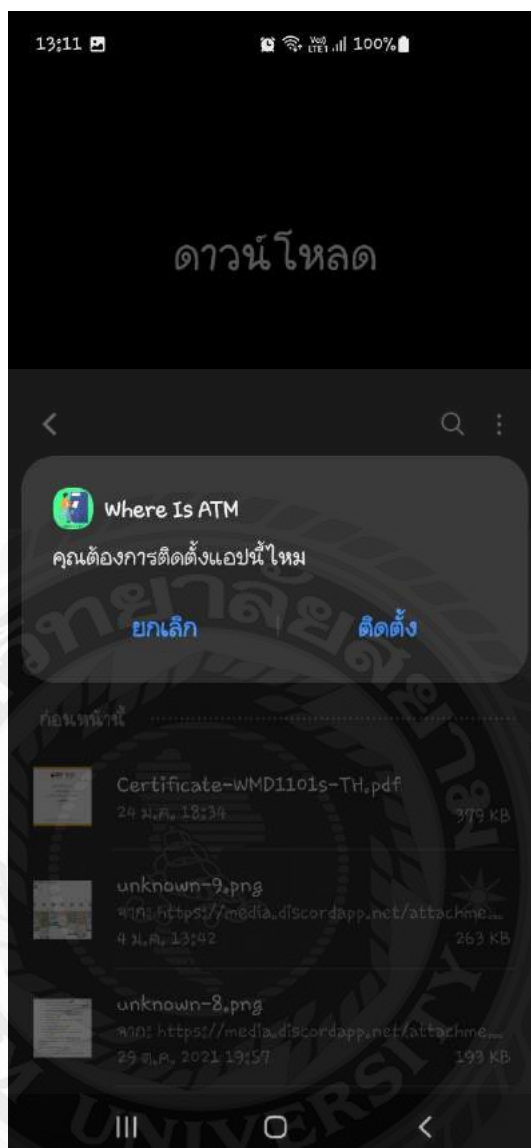 13:11
Vo)) LTE1 100%
ดาวน์โหลด
Where Is ATM
คุณต้องการติดตั้งแอปนี้ไหม
ยกเลิก ติดตั้ง
ก่อนหน้านี้
Certificate-WMD1101s-TH.pdf
24 ม.ค. 18:34 379 KB
unknown-9.png
จาก: https://media.discordapp.net/attachme...
4 ม.ค. 13:42 263 KB
unknown-8.png
จาก: https://media.discordapp.net/attachme...
29 ต.ค. 2021 19:57 193 KB